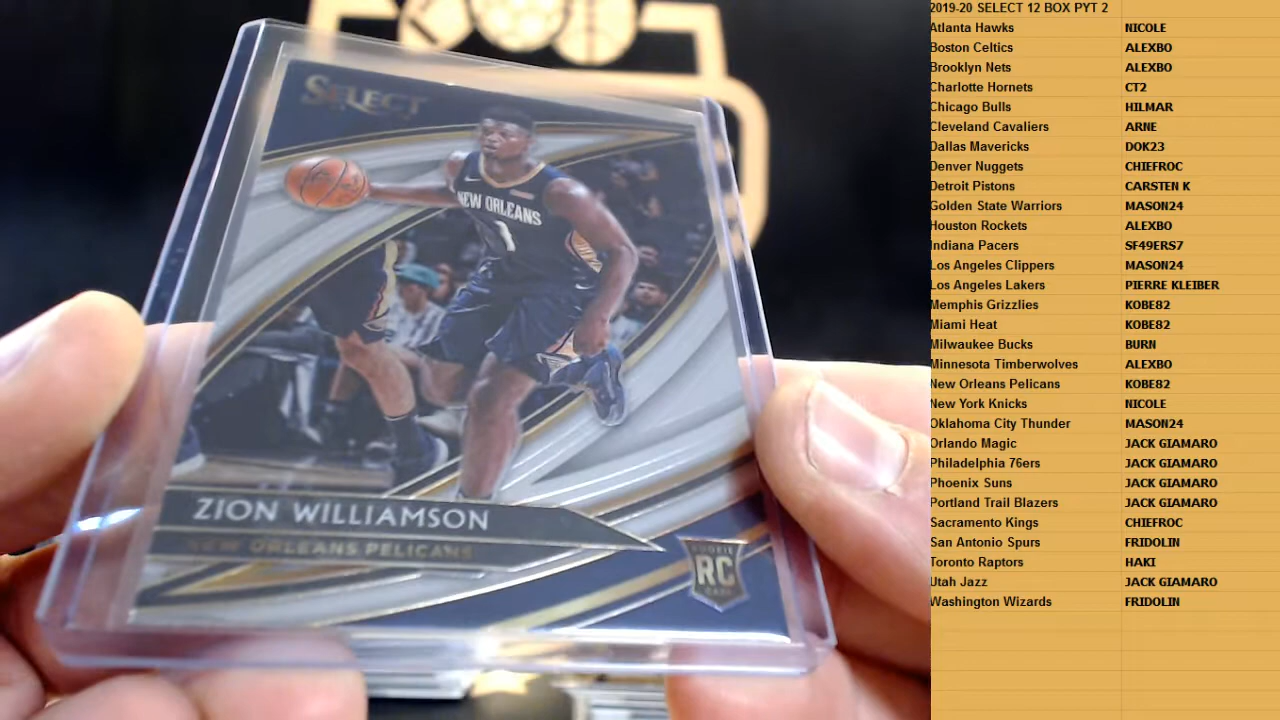 SELECT
NEW ORLEANS
1
ZION WILLIAMSON
NEW ORLEANS PELICANS
ROOKIE
RC
CARD
2019-20 SELECT 12 BOX PYT 2
Atlanta Hawks NICOLE
Boston Celtics ALEXBO
Brooklyn Nets ALEXBO
Charlotte Hornets CT2
Chicago Bulls HILMAR
Cleveland Cavaliers ARNE
Dallas Mavericks DOK23
Denver Nuggets CHIEFROC
Detroit Pistons CARSTEN K
Golden State Warriors MASON24
Houston Rockets ALEXBO
Indiana Pacers SF49ERS7
Los Angeles Clippers MASON24
Los Angeles Lakers PIERRE KLEIBER
Memphis Grizzlies KOBE82
Miami Heat KOBE82
Milwaukee Bucks BURN
Minnesota Timberwolves ALEXBO
New Orleans Pelicans KOBE82
New York Knicks NICOLE
Oklahoma City Thunder MASON24
Orlando Magic JACK GIAMARO
Philadelphia 76ers JACK GIAMARO
Phoenix Suns JACK GIAMARO
Portland Trail Blazers JACK GIAMARO
Sacramento Kings CHIEFROC
San Antonio Spurs FRIDOLIN
Toronto Raptors HAKI
Utah Jazz JACK GIAMARO
Washington Wizards FRIDOLIN